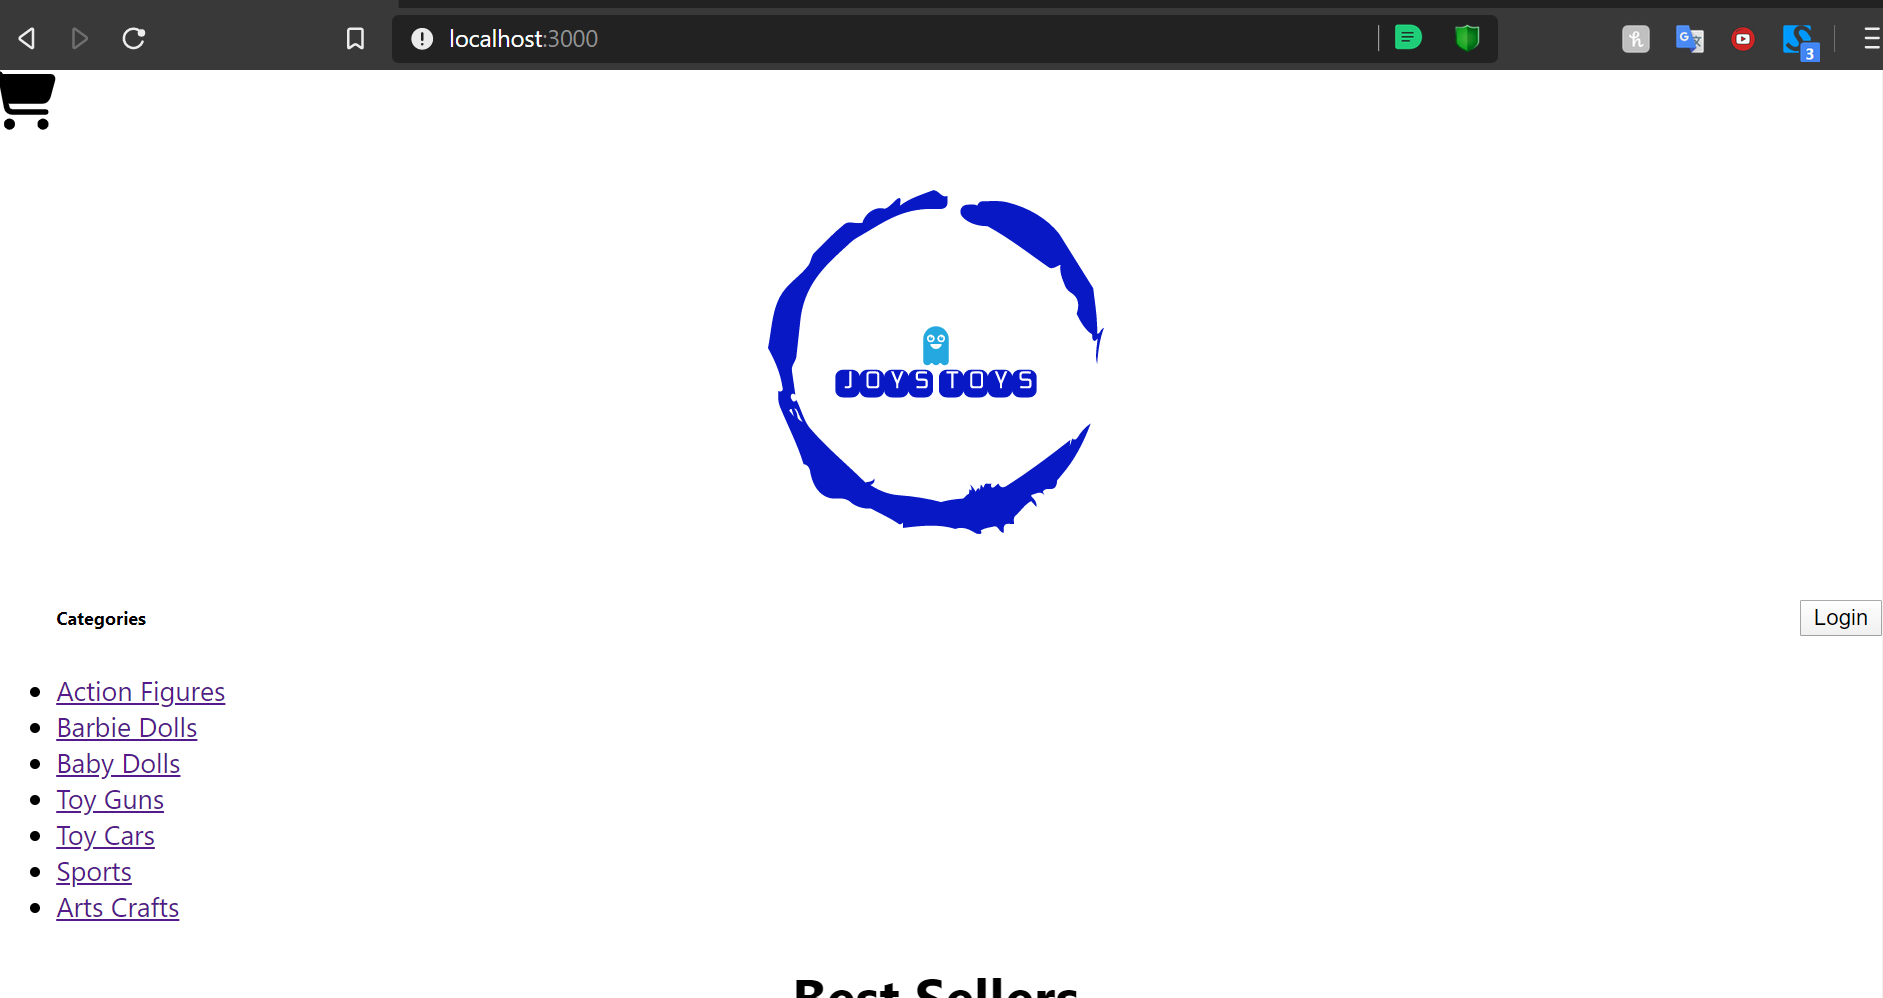 localhost:3000
3
JOYS TOYS
Categories
Login
Action Figures
Barbie Dolls
Baby Dolls
Toy Guns
Toy Cars
Sports
Arts Crafts
Best Sellers